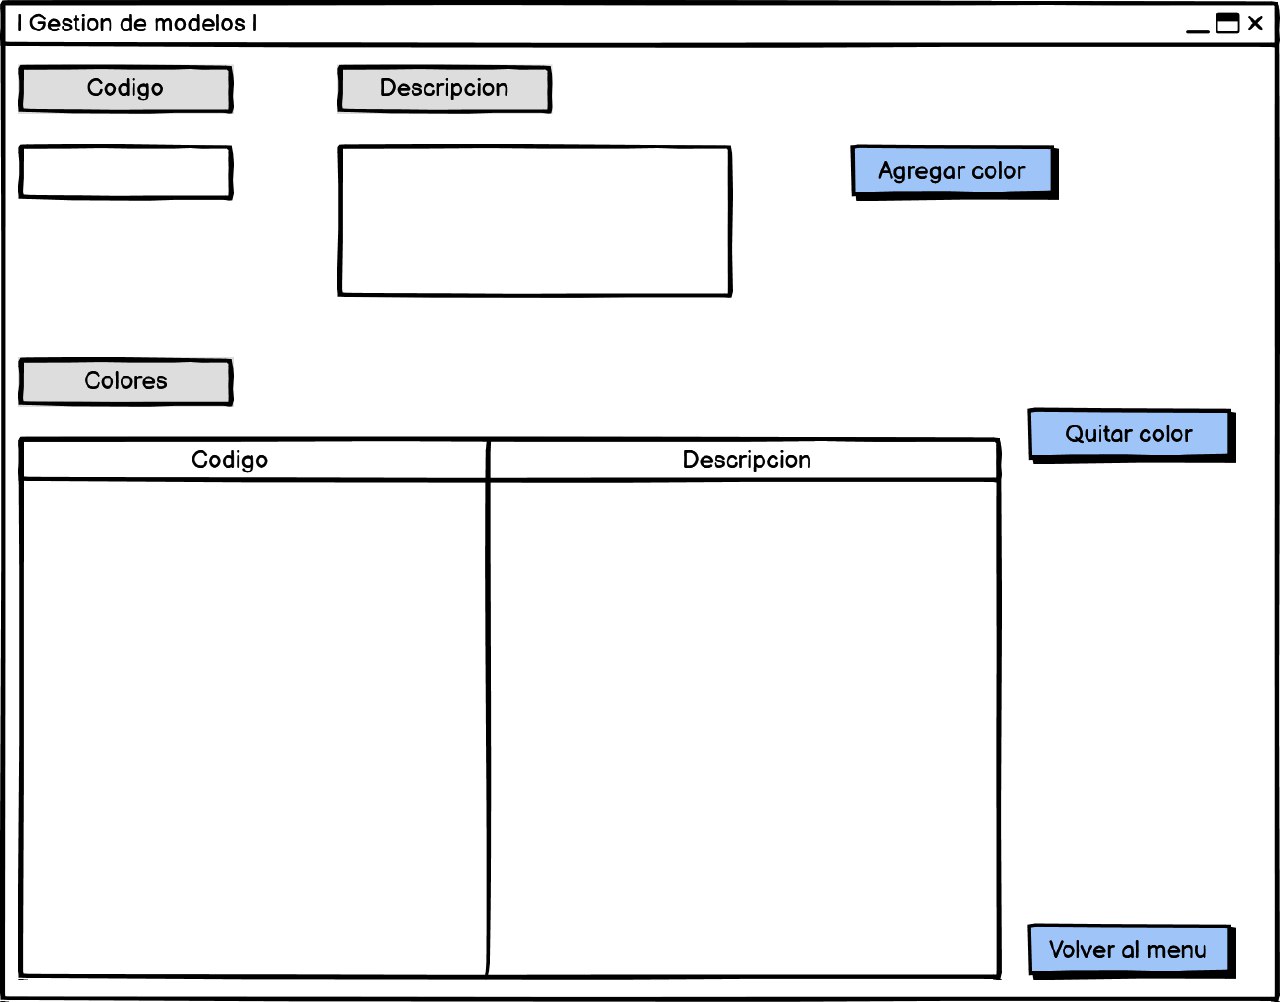 | Gestion de modelos |
Codigo
Descripcion
Agregar color
Colores
Quitar color
Codigo
Descripcion
Volver al menu